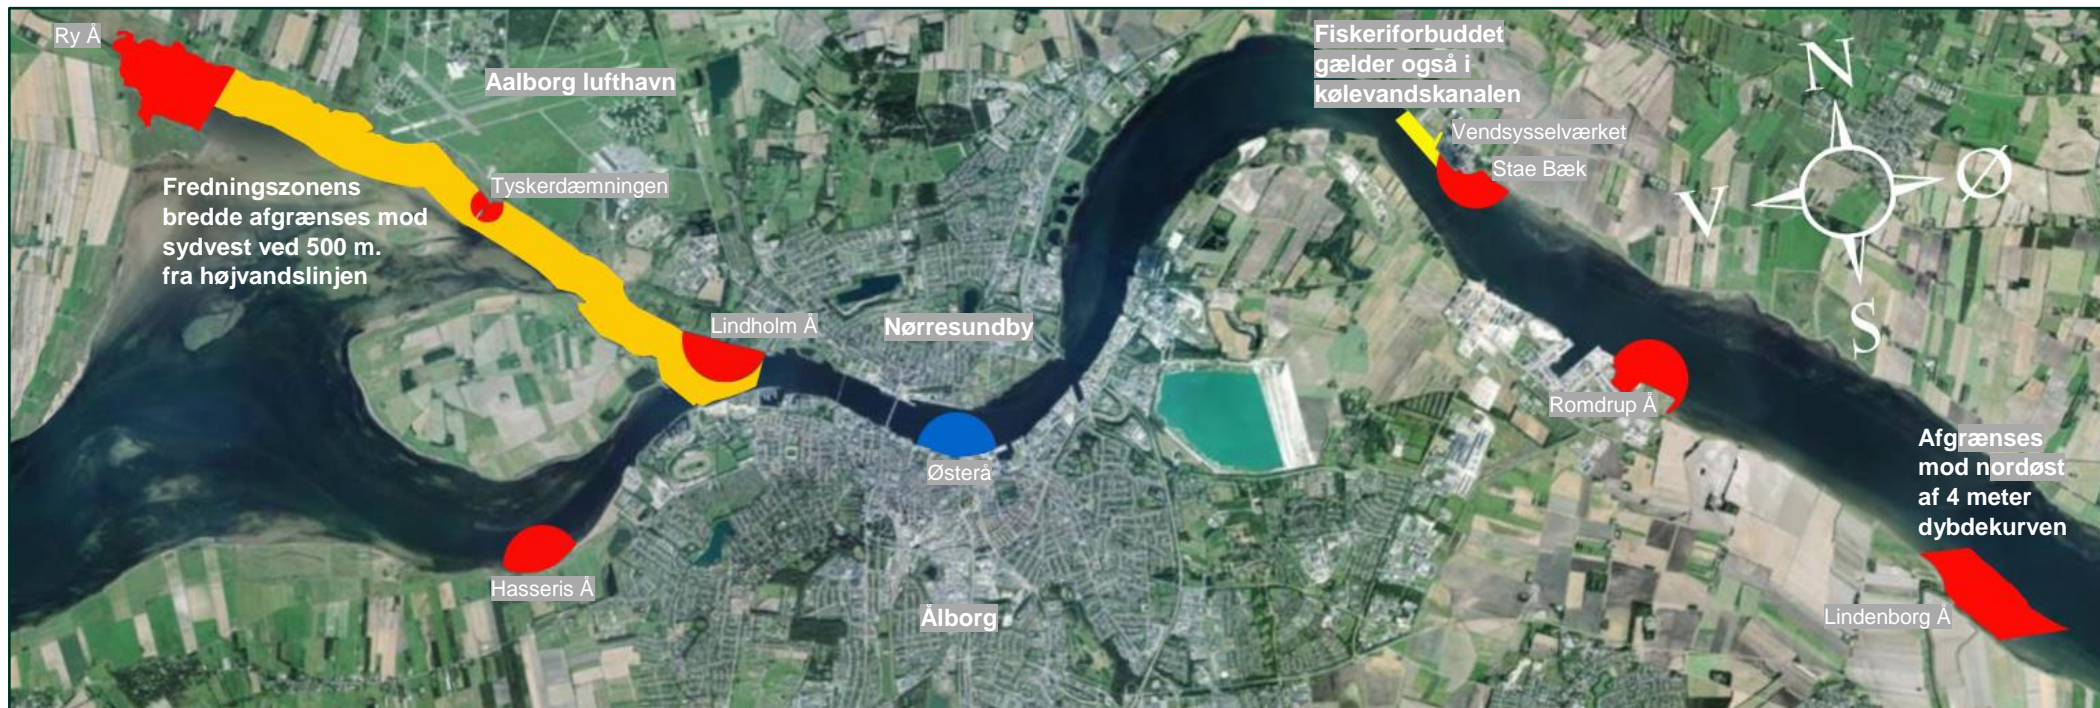 Ry Å
Aalborg lufthavn
Fiskeriforbuddet
gælder også i
kølevandskanalen
N
Vendsysselværket
Stae Bæk
Ø
V
S
Tyskerdæmningen
Fredningszonens
bredde afgrænses mod
sydvest ved 500 m.
fra højvandslinjen
Lindholm Å
Nørresundby
Romdrup Å
Østerå
Afgrænses
mod nordøst
af 4 meter
dybdekurven
Hasseris Å
Ålborg
Lindenborg Å